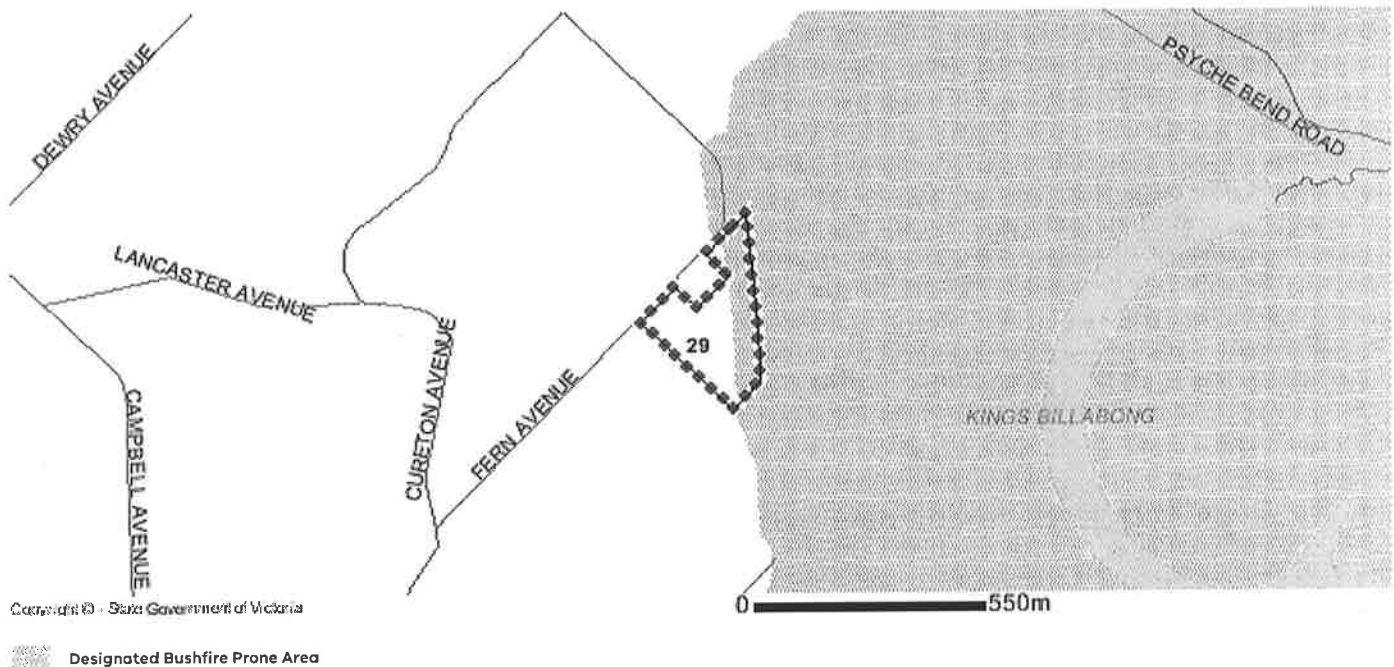 DEWRY AVENUE
PSYCHE BEND ROAD
LANCASTER AVENUE
CAMPBELL AVENUE
CURETON AVENUE
FERN AVENUE
29
KINGS BILLABONG
Copyright © - State Government of Victoria
0 550m
Designated Bushfire Prone Area